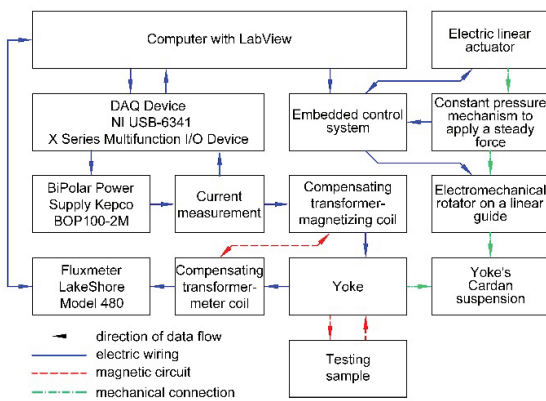 Computer with LabView
Electric linear
actuator
DAQ Device
NI USB-6341
X Series Multifunction I/O Device
Embedded control
system
Constant pressure
mechanism to
apply a steady
force
BiPolar Power
Supply Kepco
BOP100-2M
Current
measurement
Compensating
transformer-
magnetizing coil
Electromechanical
rotator on a linear
guide
Fluxmeter
LakeShore
Model 480
Compensating
transformer-
meter coil
Yoke
Yoke's
Cardan
suspension
direction of data flow
electric wiring
magnetic circuit
mechanical connection
Testing
sample